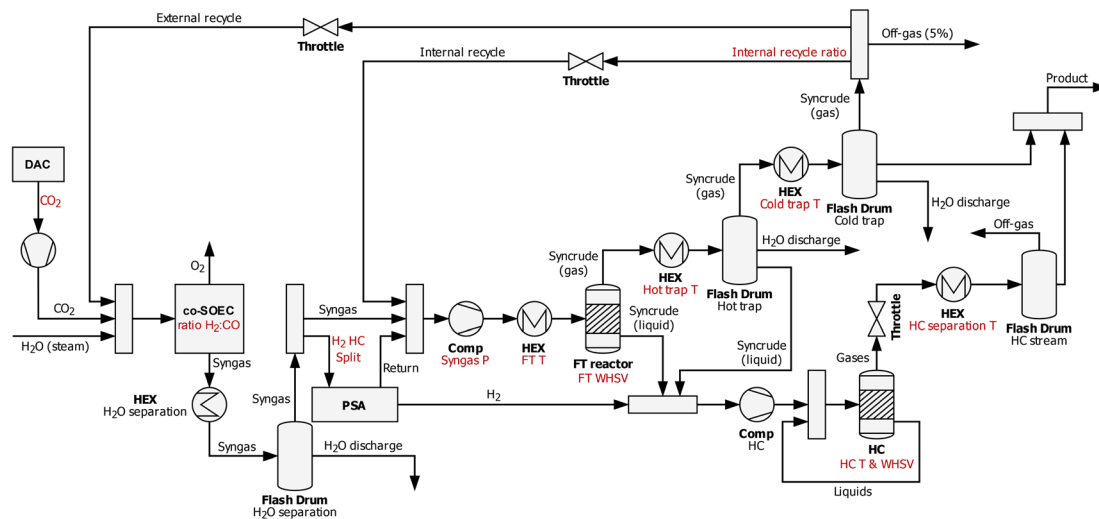 External recycle
Throttle
Off-gas (5%)
Internal recycle
Internal recycle ratio
Throttle
Product
Syncrude
(gas)
DAC
CO₂
Syncrude
(gas)
HEX
Cold trap T
Flash Drum
Cold trap
H₂O discharge
O₂
Syncrude
(gas)
HEX
Hot trap T
H₂O discharge
Flash Drum
Hot trap
Off-gas
CO₂
co-SOEC
ratio H₂:CO
H₂O (steam)
Syngas
H₂ HC
Split
Return
Comp
Syngas P
HEX
FT T
Syncrude
(liquid)
FT reactor
FT WHSV
Syncrude
(liquid)
Throttle
HEX
HC separation T
Flash Drum
HC stream
Gases
Syngas
HEX
H₂O separation
Syngas
PSA
H₂
Comp
HC
HC
HC T & WHSV
Liquids
Syngas
H₂O discharge
Flash Drum
H₂O separation